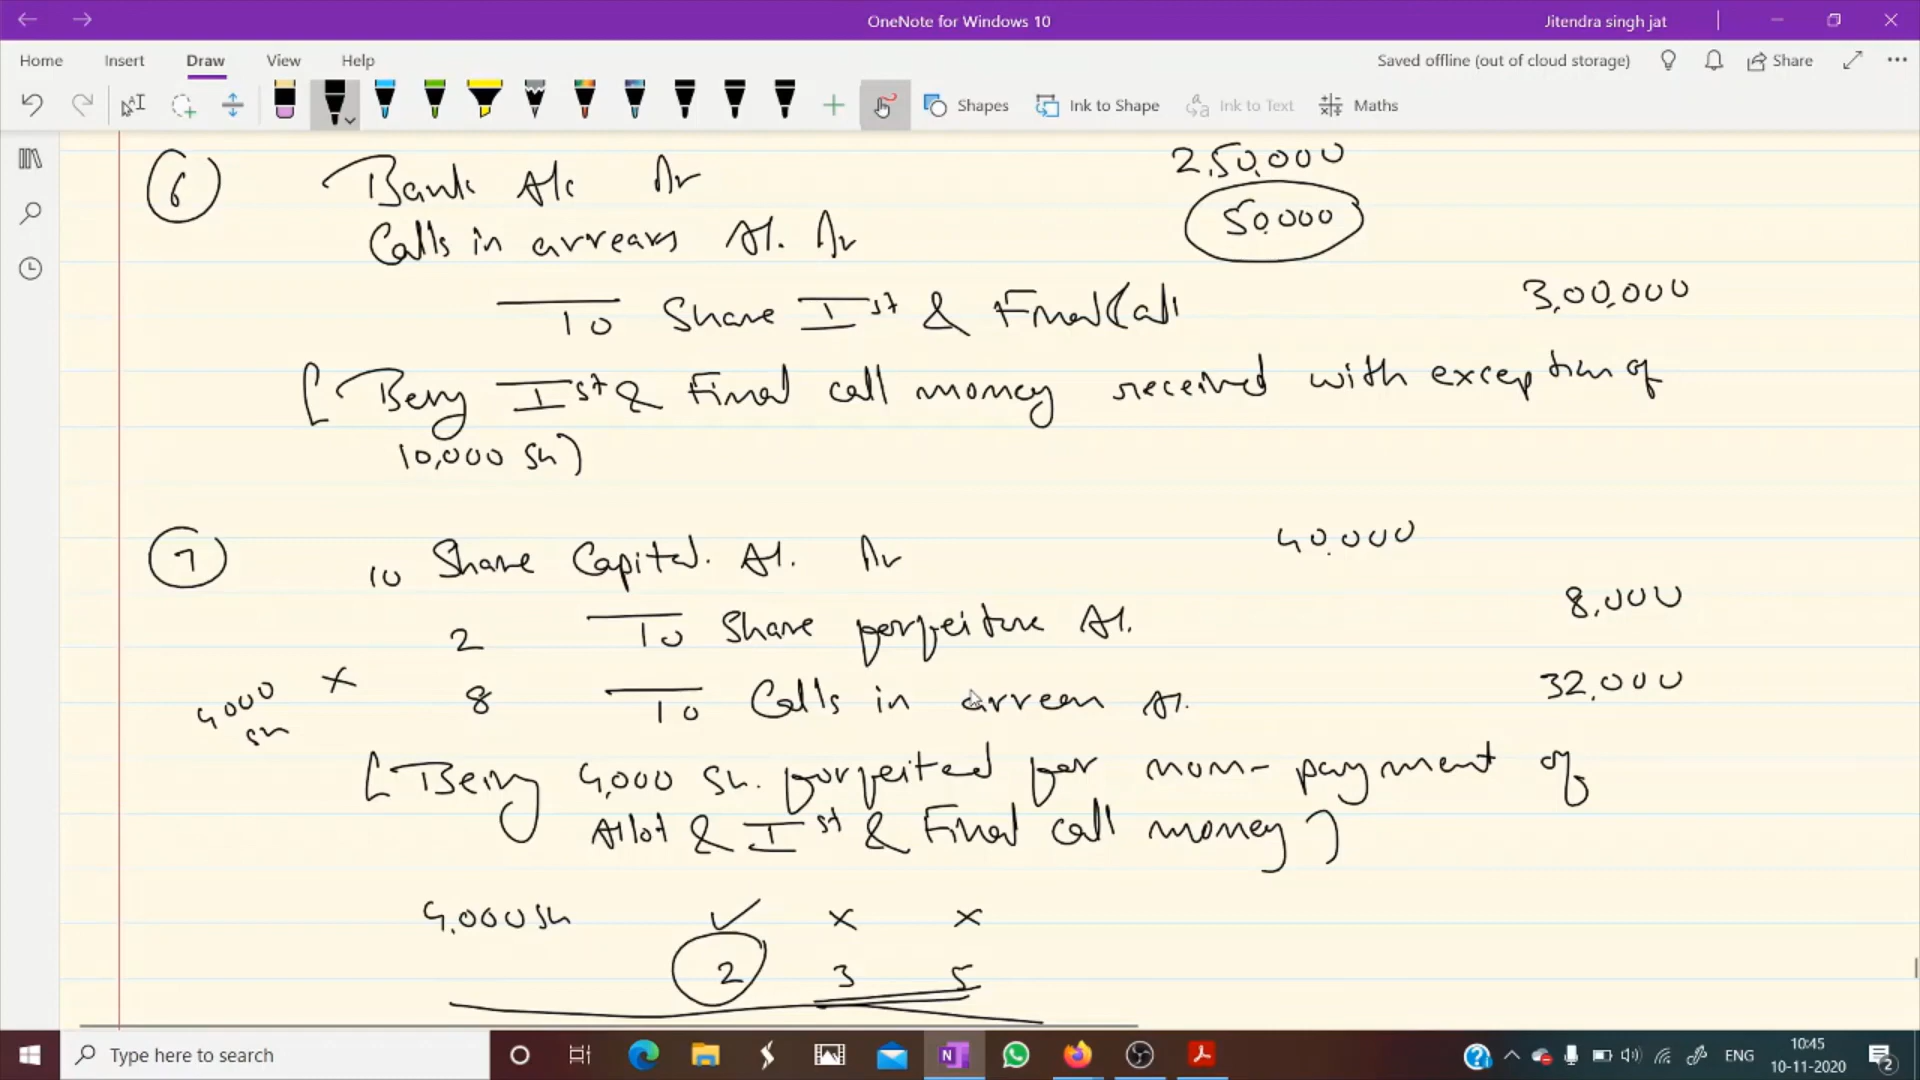 OneNote for Windows 10
Jitendra singh jat
Home Insert Draw View Help
Saved offline (out of cloud storage)
Share
Shapes
Ink to Shape
Ink to Text
Maths
6 Bank A/c Dr 2,50,000
Calls in arrears A/. Dr 50,000
To Share Ist & Final Call 3,00,000
[Being Ist & Final call money received with exception of
10,000 sh)
7 10 Share Capital. A/. Dr 40,000
2 To Share forfeiture A/. 8,000
4000 sh × 8 To Calls in arrear A/. 32,000
[Being 4,000 sh. forfeited for non-payment of
Allot & Ist & Final call money)
4,000 sh ✓ × ×
2 3 5
Type here to search
ENG
10:45
10-11-2020
2